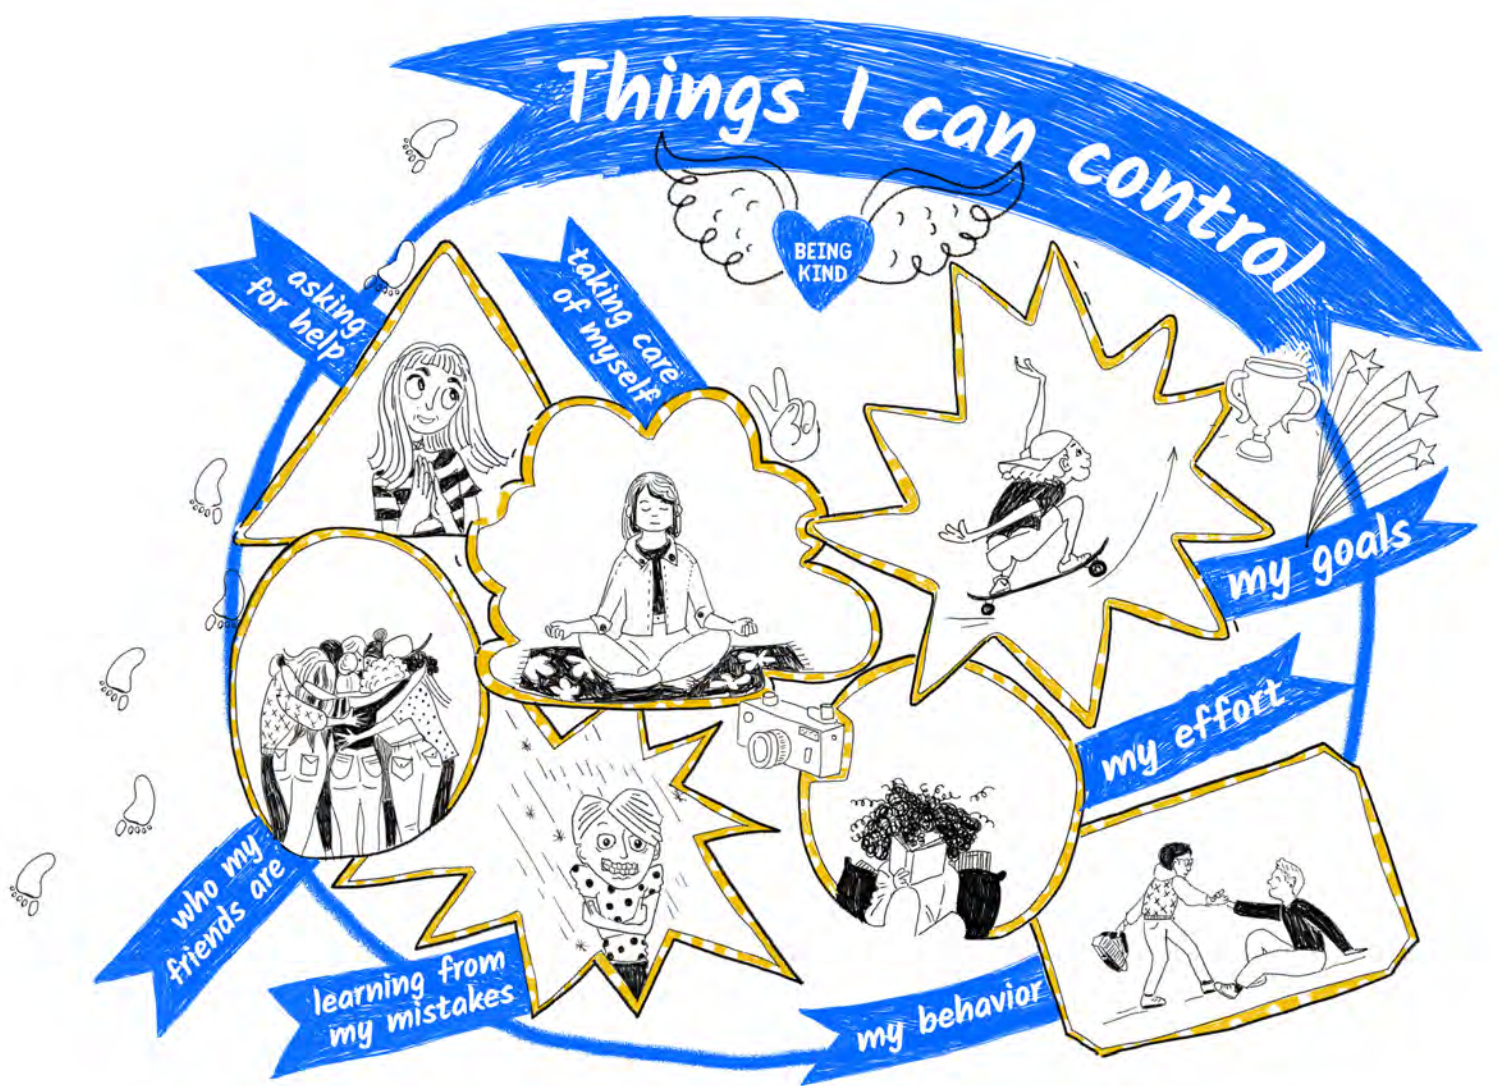 Things I can control
BEING
KIND
asking
for help
taking care
of myself
my goals
my effort
who my
friends are
learning from
my mistakes
my behavior